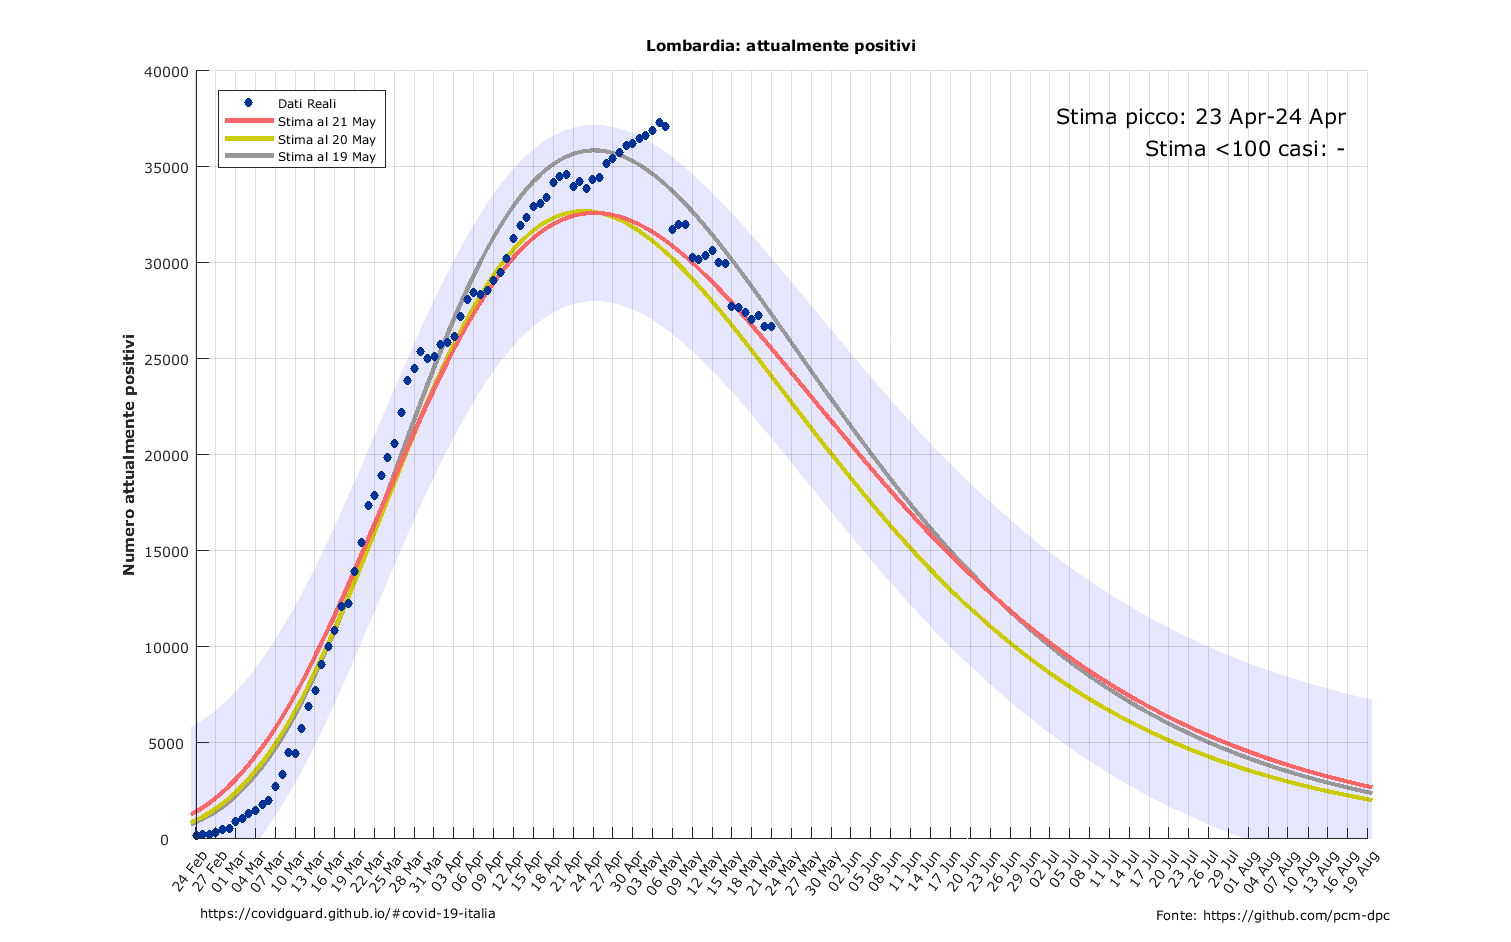 Lombardia: attualmente positivi
40000
35000
30000
25000
20000
15000
10000
5000
0
Numero attualmente positivi
Dati Reali
Stima al 21 May
Stima al 20 May
Stima al 19 May
Stima picco: 23 Apr-24 Apr
Stima <100 casi: -
24 Feb
27 Feb
01 Mar
04 Mar
07 Mar
10 Mar
13 Mar
16 Mar
19 Mar
22 Mar
25 Mar
28 Mar
31 Mar
03 Apr
06 Apr
09 Apr
12 Apr
15 Apr
18 Apr
21 Apr
24 Apr
27 Apr
30 Apr
03 May
06 May
09 May
12 May
15 May
18 May
21 May
24 May
27 May
30 May
02 Jun
05 Jun
08 Jun
11 Jun
14 Jun
17 Jun
20 Jun
23 Jun
26 Jun
29 Jun
02 Jul
05 Jul
08 Jul
11 Jul
14 Jul
17 Jul
20 Jul
23 Jul
26 Jul
29 Jul
01 Aug
04 Aug
07 Aug
10 Aug
13 Aug
16 Aug
19 Aug
https://covidguard.github.io/#covid-19-italia
Fonte: https://github.com/pcm-dpc